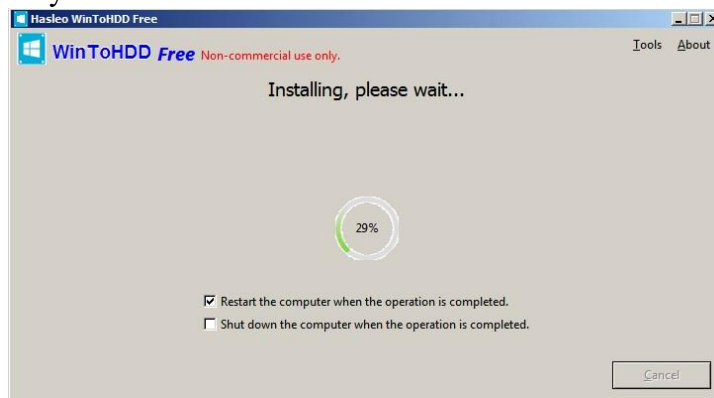 Hasleo WinToHDD Free
WinToHDD Free Non-commercial use only.
Tools About
Installing, please wait...
29%
Restart the computer when the operation is completed.
Shut down the computer when the operation is completed.
Cancel